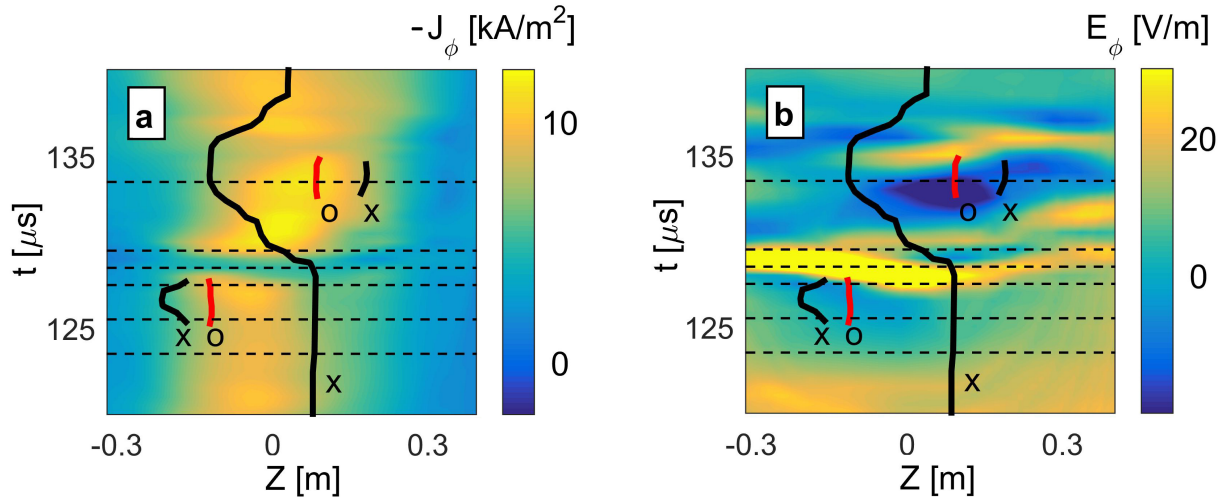 -J_ϕ [kA/m²]
a
10
0
135
125
t [μs]
o
x
x
o
x
-0.3
0
0.3
Z [m]
E_ϕ [V/m]
b
20
0
135
125
t [μs]
o
x
x
o
x
-0.3
0
0.3
Z [m]